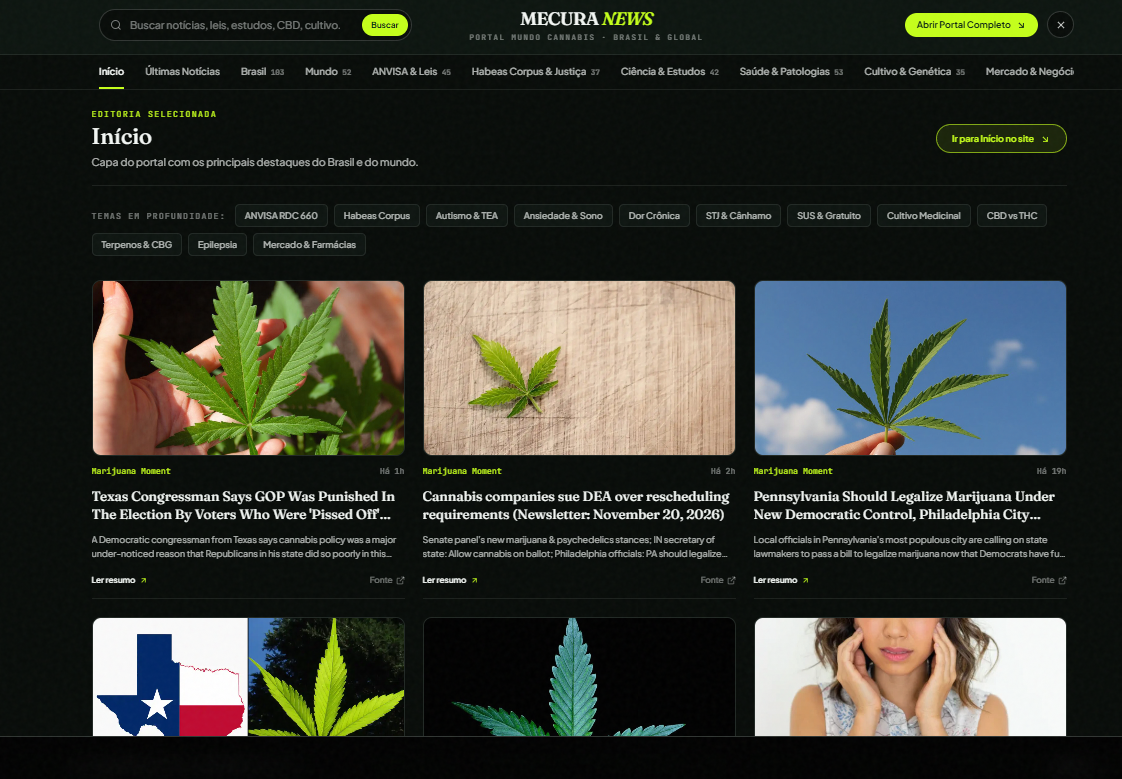 Buscar notícias, leis, estudos, CBD, cultivo.
Buscar
MECURA NEWS
PORTAL MUNDO CANNABIS · BRASIL & GLOBAL
Abrir Portal Completo
Início
Últimas Notícias
Brasil 103
Mundo 52
ANVISA & Leis 45
Habeas Corpus & Justiça 37
Ciência & Estudos 42
Saúde & Patologias 53
Cultivo & Genética 35
Mercado & Negóci
EDITORIA SELECIONADA
Início
Capa do portal com os principais destaques do Brasil e do mundo.
Ir para Início no site
TEMAS EM PROFUNDIDADE:
ANVISA RDC 660
Habeas Corpus
Autismo & TEA
Ansiedade & Sono
Dor Crônica
STJ & Cânhamo
SUS & Gratuito
Cultivo Medicinal
CBD vs THC
Terpenos & CBG
Epilepsia
Mercado & Farmácias
Marijuana Moment
Há 1h
Texas Congressman Says GOP Was Punished In
The Election By Voters Who Were 'Pissed Off'...
A Democratic congressman from Texas says cannabis policy was a major
under-noticed reason that Republicans in his state did so poorly in this...
Ler resumo
Fonte
Marijuana Moment
Há 2h
Cannabis companies sue DEA over rescheduling
requirements (Newsletter: November 20, 2026)
Senate panel's new marijuana & psychedelics stances; IN secretary of
state: Allow cannabis on ballot; Philadelphia officials: PA should legalize...
Ler resumo
Fonte
Marijuana Moment
Há 19h
Pennsylvania Should Legalize Marijuana Under
New Democratic Control, Philadelphia City...
Local officials in Pennsylvania's most populous city are calling on state
lawmakers to pass a bill to legalize marijuana now that Democrats have fu...
Ler resumo
Fonte